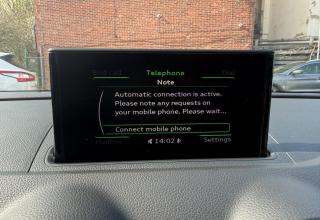 Telephone Dial
Note
Automatic connection is active.
Please note any requests on
your mobile phone. Please wait...
Connect mobile phone
14:02 Settings